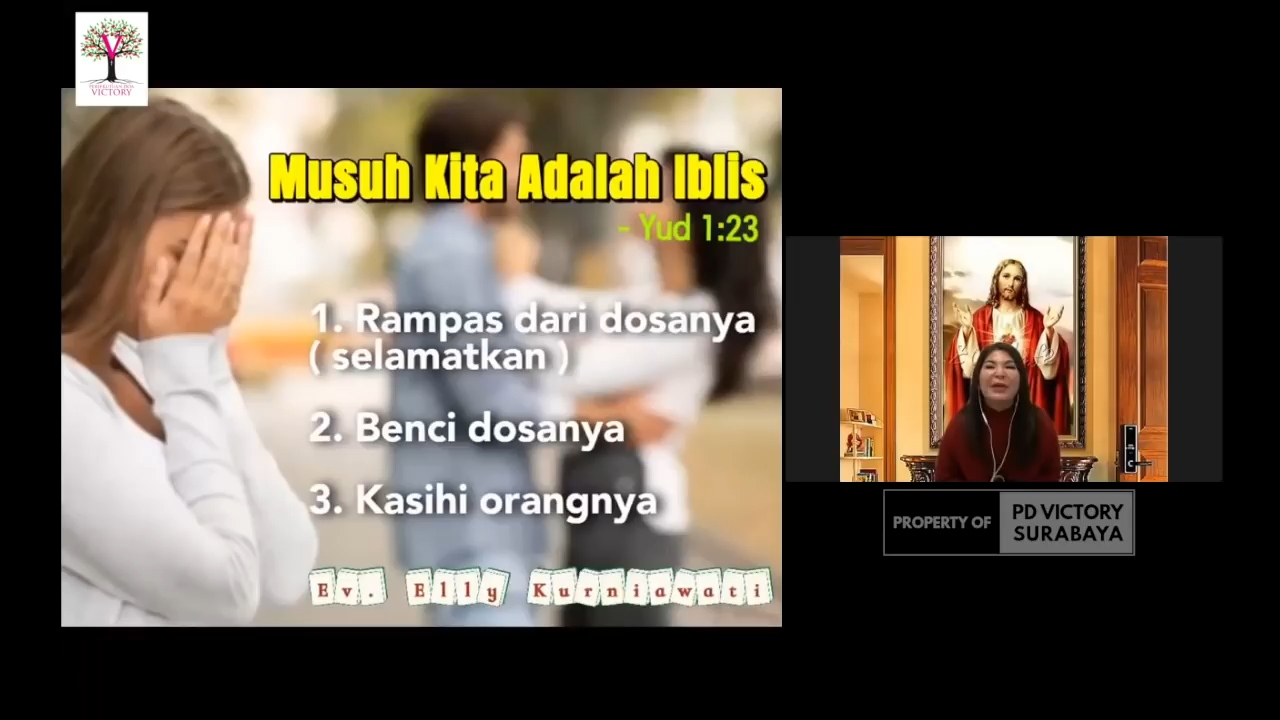 VICTORY
Musuh Kita Adalah Iblis
- Yud 1:23
1. Rampas dari dosanya
( selamatkan )
2. Benci dosanya
3. Kasihi orangnya
Ev. Elly Kurniawati
PROPERTY OF
PD VICTORY
SURABAYA